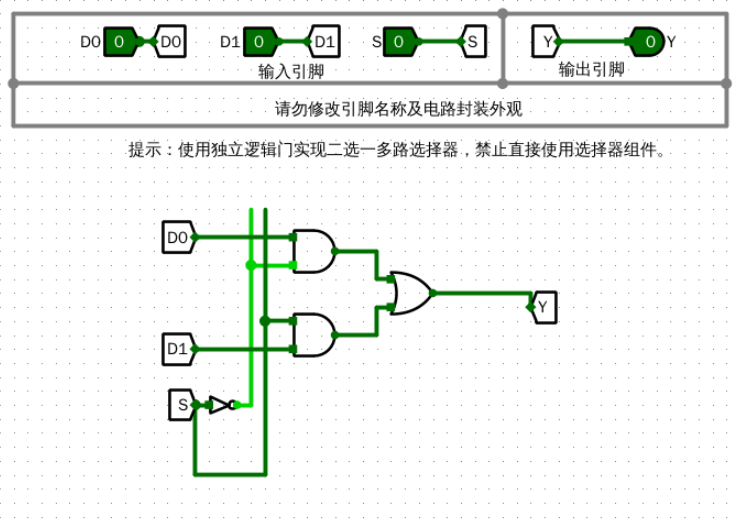 D0 0 D0 D1 0 D1 S 0 S Y 0 Y
输入引脚 输出引脚
请勿修改引脚名称及电路封装外观
提示：使用独立逻辑门实现二选一多路选择器，禁止直接使用选择器组件。
D0
Y
D1
S